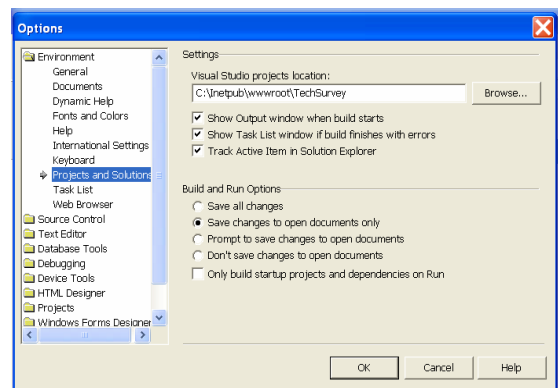 Options
Environment
General
Documents
Dynamic Help
Fonts and Colors
Help
International Settings
Keyboard
Projects and Solutions
Task List
Web Browser
Source Control
Text Editor
Database Tools
Debugging
Device Tools
HTML Designer
Projects
Windows Forms Designer
Settings
Visual Studio projects location:
C:\Inetpub\wwwroot\TechSurvey
Browse...
Show Output window when build starts
Show Task List window if build finishes with errors
Track Active Item in Solution Explorer
Build and Run Options
Save all changes
Save changes to open documents only
Prompt to save changes to open documents
Don't save changes to open documents
Only build startup projects and dependencies on Run
OK
Cancel
Help